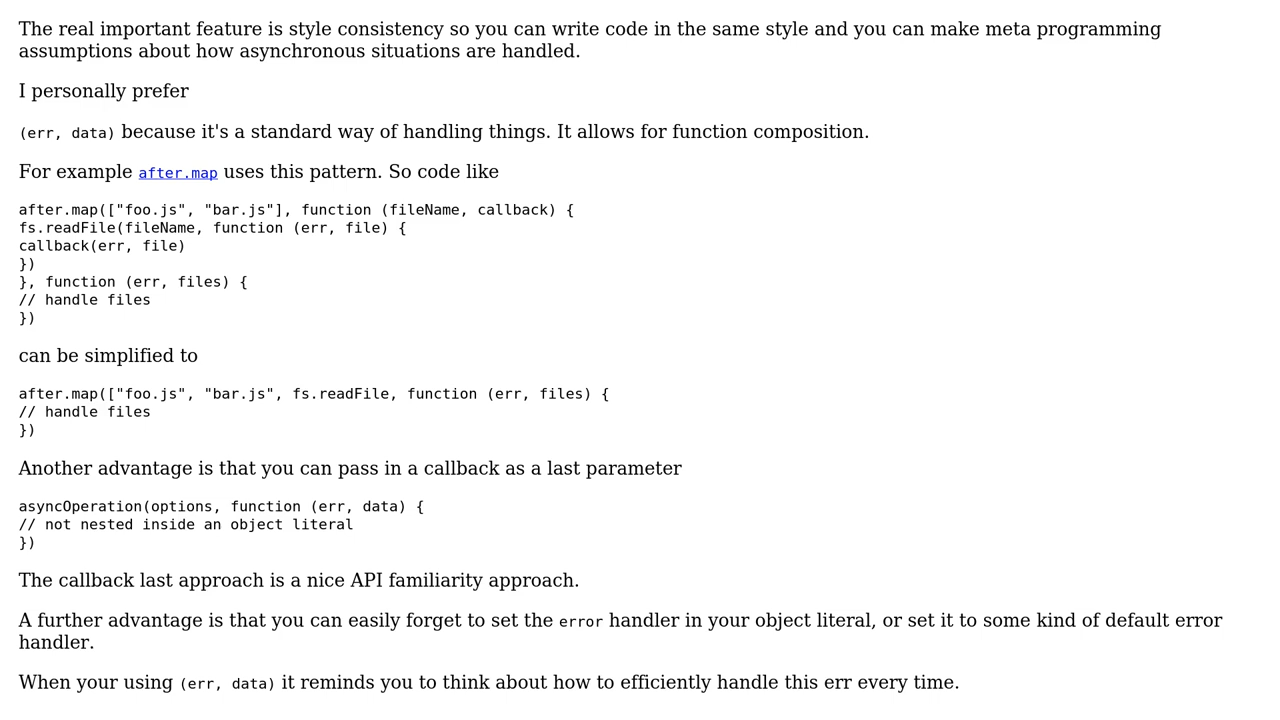 The real important feature is style consistency so you can write code in the same style and you can make meta programming
assumptions about how asynchronous situations are handled.
I personally prefer
(err, data) because it's a standard way of handling things. It allows for function composition.
For example after.map uses this pattern. So code like
after.map(["foo.js", "bar.js"], function (fileName, callback) {
fs.readFile(fileName, function (err, file) {
callback(err, file)
})
}, function (err, files) {
// handle files
})
can be simplified to
after.map(["foo.js", "bar.js", fs.readFile, function (err, files) {
// handle files
})
Another advantage is that you can pass in a callback as a last parameter
asyncOperation(options, function (err, data) {
// not nested inside an object literal
})
The callback last approach is a nice API familiarity approach.
A further advantage is that you can easily forget to set the error handler in your object literal, or set it to some kind of default error
handler.
When your using (err, data) it reminds you to think about how to efficiently handle this err every time.